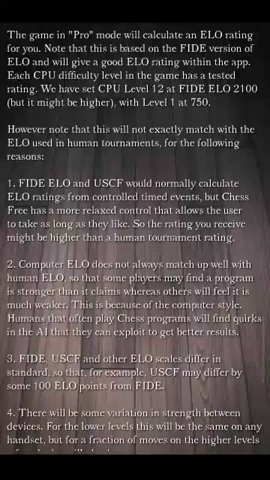 The game in "Pro" mode will calculate an ELO rating
for you. Note that this is based on the FIDE version of
ELO and will give a good ELO rating within the app.
Each CPU difficulty level in the game has a tested
rating. We have set CPU Level 12 at FIDE ELO 2100
(but it might be higher), with Level 1 at 750.
However note that this will not exactly match with the
ELO used in human tournaments, for the following
reasons:
1. FIDE ELO and USCF would normally calculate
ELO ratings from controlled timed events, but Chess
Free has a more relaxed control that allows the user
to take as long as they like. So the rating you receive
might be higher than a human tournament rating.
2. Computer ELO does not always match up well with
human ELO, so that some players may find a program
is stronger than it claims whereas others will feel it is
much weaker. This is because of the computer style.
Humans that often play Chess programs will find quirks
in the AI that they can exploit to get better results.
3. FIDE, USCF and other ELO scales differ in
standard, so that, for example, USCF may differ by
some 100 ELO points from FIDE.
4. There will be some variation in strength between
devices. For the lower levels this will be the same on any
handset, but for a fraction of moves on the higher levels